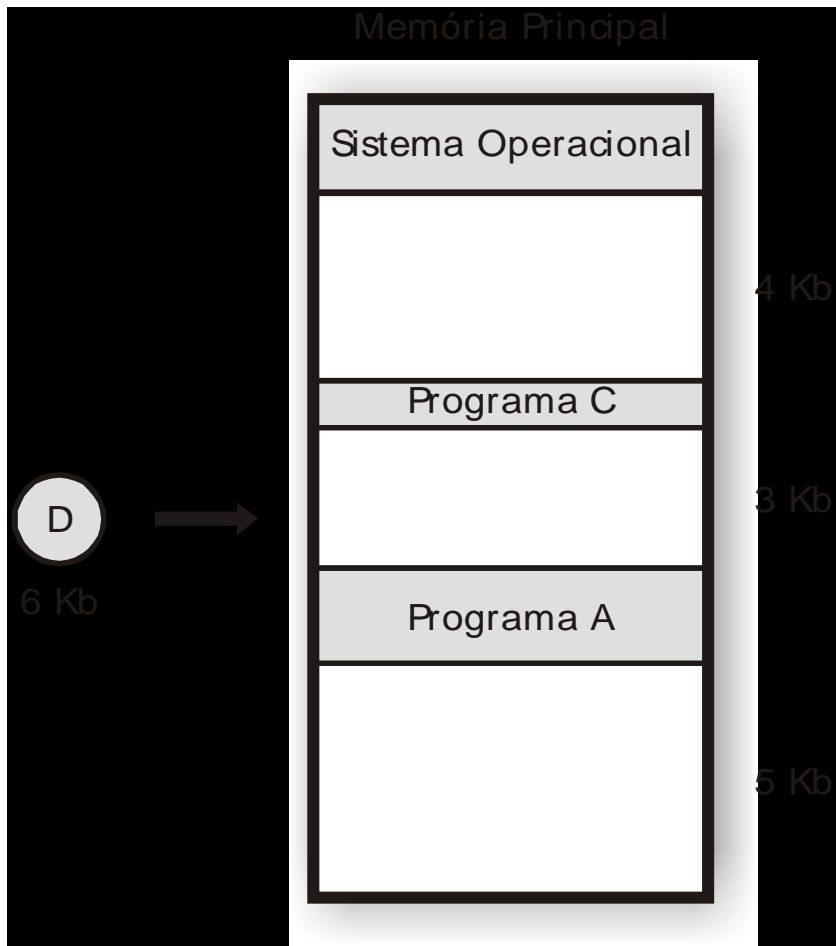 Memória Principal
Sistema Operacional
4 Kb
Programa C
3 Kb
D
6 Kb
Programa A
5 Kb